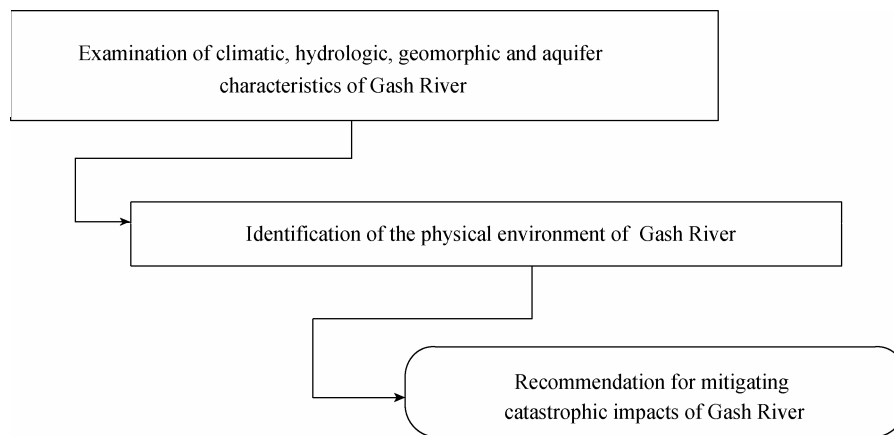 Examination of climatic, hydrologic, geomorphic and aquifer
characteristics of Gash River
Identification of the physical environment of Gash River
Recommendation for mitigating
catastrophic impacts of Gash River